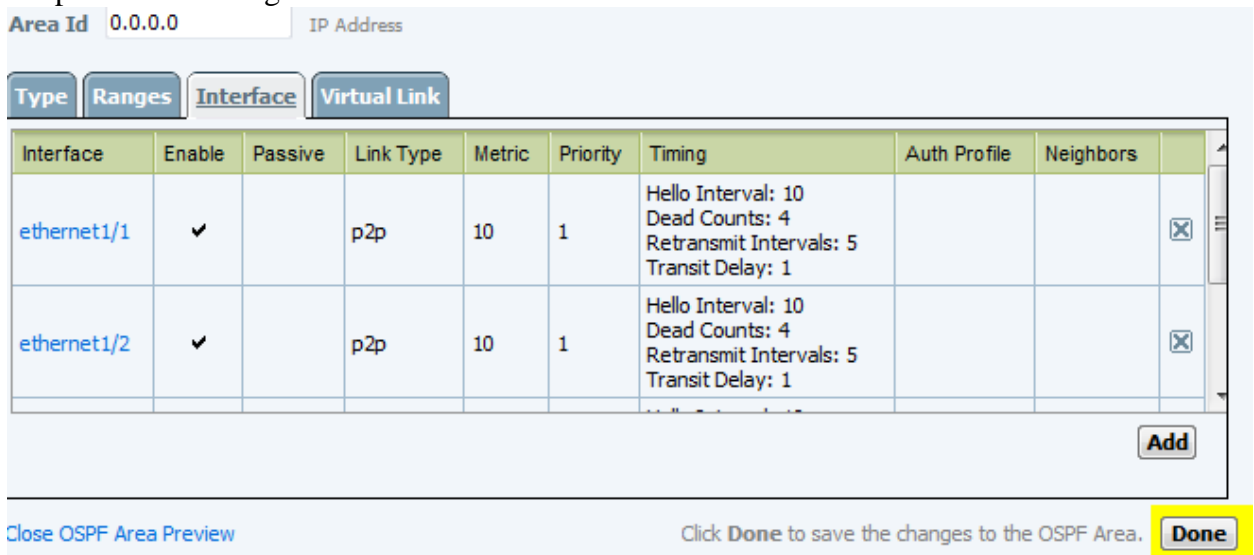 Area Id 0.0.0.0 IP Address
Type Ranges Interface Virtual Link
Interface Enable Passive Link Type Metric Priority Timing Auth Profile Neighbors
ethernet1/1 ✔ p2p 10 1
Hello Interval: 10
Dead Counts: 4
Retransmit Intervals: 5
Transit Delay: 1
ethernet1/2 ✔ p2p 10 1
Hello Interval: 10
Dead Counts: 4
Retransmit Intervals: 5
Transit Delay: 1
Add
Close OSPF Area Preview Click Done to save the changes to the OSPF Area. Done